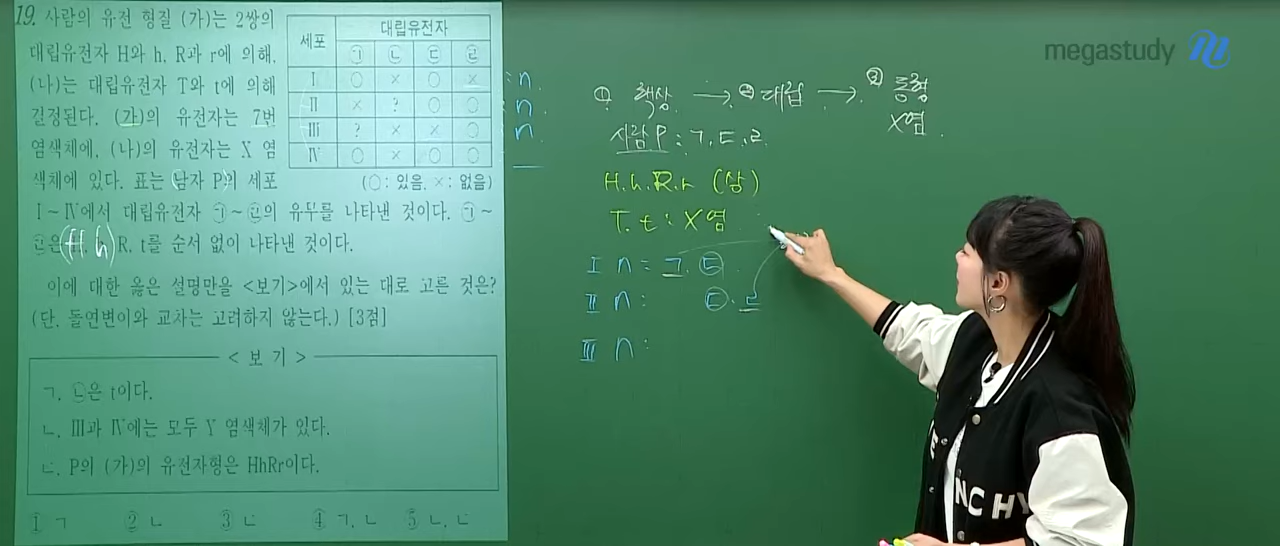 19. 사람의 유전 형질 (가)는 2쌍의
대립유전자 H와 h, R과 r에 의해,
(나)는 대립유전자 T와 t에 의해
결정된다. (가)의 유전자는 7번
염색체에, (나)의 유전자는 X 염
색체에 있다. 표는 남자 P의 세포
세포 대립유전자
㉠ ㉡ ㉢ ㉣
Ⅰ ○ × ○ × : n.
Ⅱ × ? ○ ○ n.
Ⅲ ? × × ○ n.
Ⅳ ○ × ○ ○
(○: 있음, ×: 없음)
Ⅰ~Ⅳ에서 대립유전자 ㉠~㉣의 유무를 나타낸 것이다. ㉠~
㉣은 (H. h) R, t를 순서 없이 나타낸 것이다.
이에 대한 옳은 설명만을 <보기>에서 있는 대로 고른 것은?
(단, 돌연변이와 교차는 고려하지 않는다.) [3점]
< 보 기 >
ㄱ. ㉡은 t이다.
ㄴ. Ⅲ과 Ⅳ에는 모두 Y 염색체가 있다.
ㄷ. P의 (가)의 유전자형은 HhRr이다.
① ㄱ ② ㄴ ③ ㄷ ④ ㄱ, ㄴ ⑤ ㄴ, ㄷ
megastudy
① 핵상 → ② 대립 → ③ 동형
X염.
사람 P : ㄱ, ㄷ, ㄹ
H. h. R. r (상)
T. t : X염
Ⅰ n : ㄱ. ㄷ
Ⅱ n : ㄷ. ㄹ
Ⅲ n :